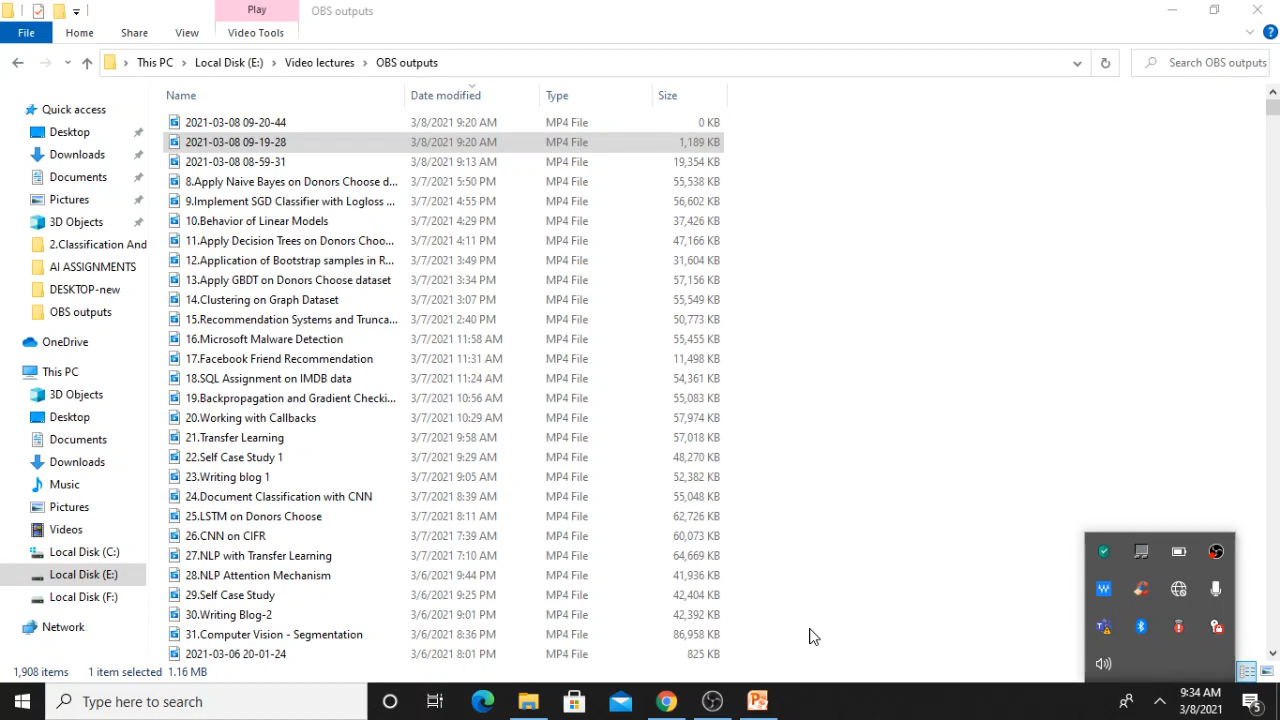 Play
OBS outputs
File
Home
Share
View
Video Tools
This PC
Local Disk (E:)
Video lectures
OBS outputs
Search OBS outputs
Name
Date modified
Type
Size
2021-03-08 09-20-44 3/8/2021 9:20 AM MP4 File 0 KB
2021-03-08 09-19-28 3/8/2021 9:20 AM MP4 File 1,189 KB
2021-03-08 08-59-31 3/8/2021 9:13 AM MP4 File 19,354 KB
8.Apply Naive Bayes on Donors Choose d... 3/7/2021 5:50 PM MP4 File 55,538 KB
9.Implement SGD Classifier with Logloss ... 3/7/2021 4:55 PM MP4 File 56,602 KB
10.Behavior of Linear Models 3/7/2021 4:29 PM MP4 File 37,426 KB
11.Apply Decision Trees on Donors Choo... 3/7/2021 4:11 PM MP4 File 47,166 KB
12.Application of Bootstrap samples in R... 3/7/2021 3:49 PM MP4 File 31,604 KB
13.Apply GBDT on Donors Choose dataset 3/7/2021 3:34 PM MP4 File 57,156 KB
14.Clustering on Graph Dataset 3/7/2021 3:07 PM MP4 File 55,549 KB
15.Recommendation Systems and Trunca... 3/7/2021 2:40 PM MP4 File 50,773 KB
16.Microsoft Malware Detection 3/7/2021 11:58 AM MP4 File 55,455 KB
17.Facebook Friend Recommendation 3/7/2021 11:31 AM MP4 File 11,498 KB
18.SQL Assignment on IMDB data 3/7/2021 11:24 AM MP4 File 54,361 KB
19.Backpropagation and Gradient Checki... 3/7/2021 10:56 AM MP4 File 55,083 KB
20.Working with Callbacks 3/7/2021 10:29 AM MP4 File 57,974 KB
21.Transfer Learning 3/7/2021 9:58 AM MP4 File 57,018 KB
22.Self Case Study 1 3/7/2021 9:29 AM MP4 File 48,270 KB
23.Writing blog 1 3/7/2021 9:05 AM MP4 File 52,382 KB
24.Document Classification with CNN 3/7/2021 8:39 AM MP4 File 55,048 KB
25.LSTM on Donors Choose 3/7/2021 8:11 AM MP4 File 62,726 KB
26.CNN on CIFR 3/7/2021 7:39 AM MP4 File 60,073 KB
27.NLP with Transfer Learning 3/7/2021 7:10 AM MP4 File 64,669 KB
28.NLP Attention Mechanism 3/6/2021 9:44 PM MP4 File 41,936 KB
29.Self Case Study 3/6/2021 9:25 PM MP4 File 42,404 KB
30.Writing Blog-2 3/6/2021 9:01 PM MP4 File 42,392 KB
31.Computer Vision - Segmentation 3/6/2021 8:36 PM MP4 File 86,958 KB
2021-03-06 20-01-24 3/6/2021 8:01 PM MP4 File 825 KB
Quick access
Desktop
Downloads
Documents
Pictures
3D Objects
2.Classification And
AI ASSIGNMENTS
DESKTOP-new
OBS outputs
OneDrive
This PC
3D Objects
Desktop
Documents
Downloads
Music
Pictures
Videos
Local Disk (C:)
Local Disk (E:)
Local Disk (F:)
Network
1,908 items 1 item selected 1.16 MB
Type here to search
9:34 AM
3/8/2021
5